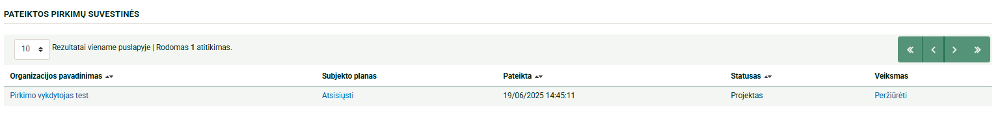 PATEIKTOS PIRKIMŲ SUVESTINĖS
10 Rezultatai viename puslapyje | Rodomas 1 atitikimas.
Organizacijos pavadinimas Subjekto planas Pateikta Statusas Veiksmas
Pirkimo vykdytojas test Atsisiųsti 19/06/2025 14:45:11 Projektas Peržiūrėti